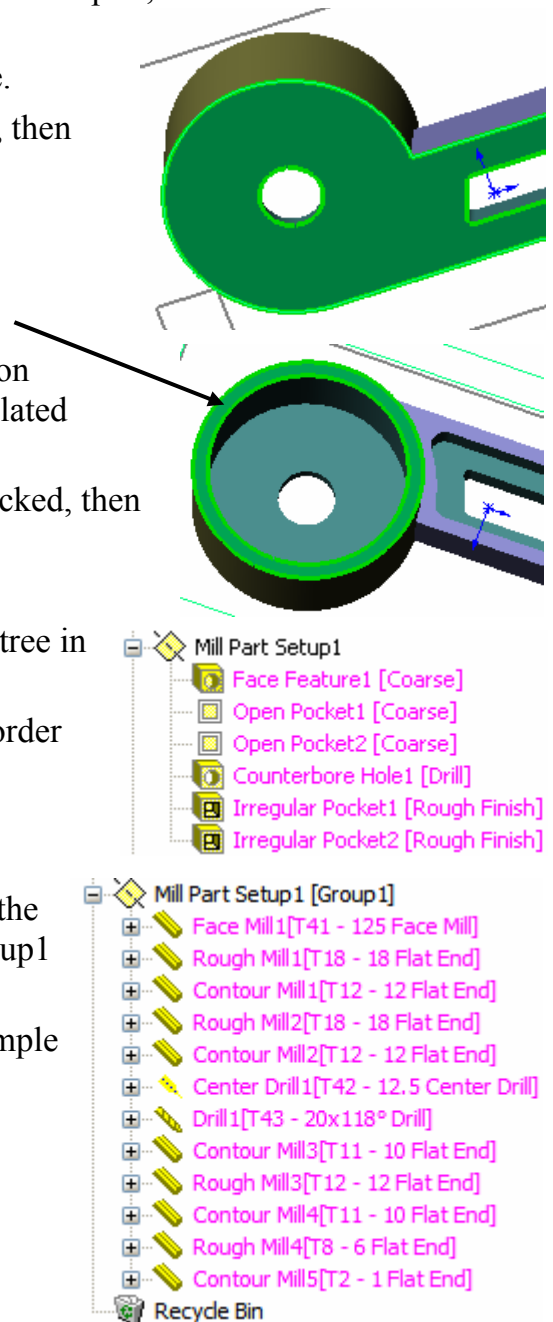 e.
, then
on
lated
cked, then
tree in
order
Mill Part Setup1
Face Feature1 [Coarse]
Open Pocket1 [Coarse]
Open Pocket2 [Coarse]
Counterbore Hole1 [Drill]
Irregular Pocket1 [Rough Finish]
Irregular Pocket2 [Rough Finish]
the
up1
mple
Mill Part Setup1 [Group1]
Face Mill1[T41 - 125 Face Mill]
Rough Mill1[T18 - 18 Flat End]
Contour Mill1[T12 - 12 Flat End]
Rough Mill2[T18 - 18 Flat End]
Contour Mill2[T12 - 12 Flat End]
Center Drill1[T42 - 12.5 Center Drill]
Drill1[T43 - 20x118° Drill]
Contour Mill3[T11 - 10 Flat End]
Rough Mill3[T12 - 12 Flat End]
Contour Mill4[T11 - 10 Flat End]
Rough Mill4[T8 - 6 Flat End]
Contour Mill5[T2 - 1 Flat End]
Recycle Bin